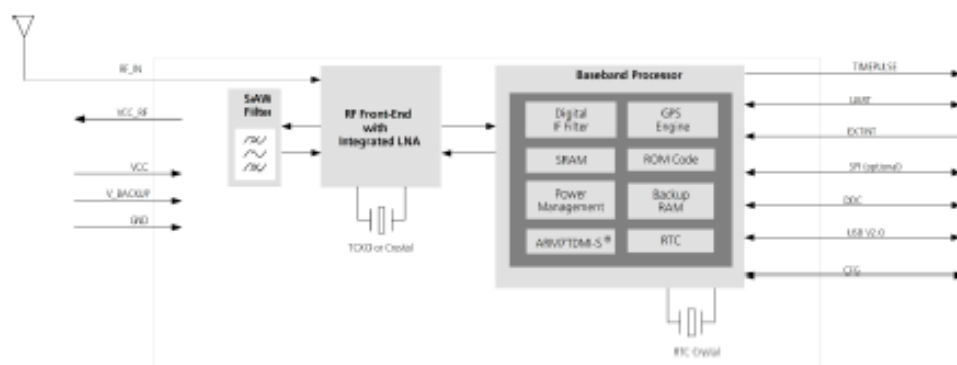 RF_IN
VCC_RF
VCC
V_BACKUP
GND
SAW
Filter
RF Front-End
with
Integrated LNA
TCXO or Crystal
Baseband Processor
Digital
IF Filter
GPS
Engine
SRAM
ROM Code
Power
Management
Backup
RAM
ARM7TDMI-S®
RTC
RTC Crystal
TIMEPULSE
UART
EXTINT
SPI (optional)
DDC
USB V2.0
CFG